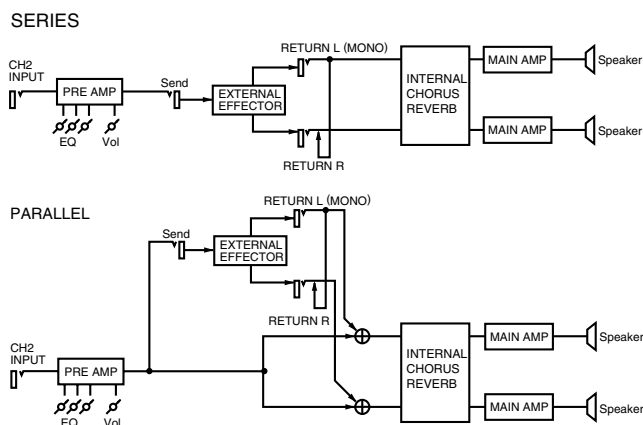 SERIES
CH2
INPUT
PRE AMP
EQ
Vol
Send
EXTERNAL
EFFECTOR
RETURN L (MONO)
RETURN R
INTERNAL
CHORUS
REVERB
MAIN AMP
Speaker
MAIN AMP
Speaker
PARALLEL
Send
EXTERNAL
EFFECTOR
RETURN L (MONO)
RETURN R
CH2
INPUT
PRE AMP
EQ
Vol
INTERNAL
CHORUS
REVERB
MAIN AMP
Speaker
MAIN AMP
Speaker